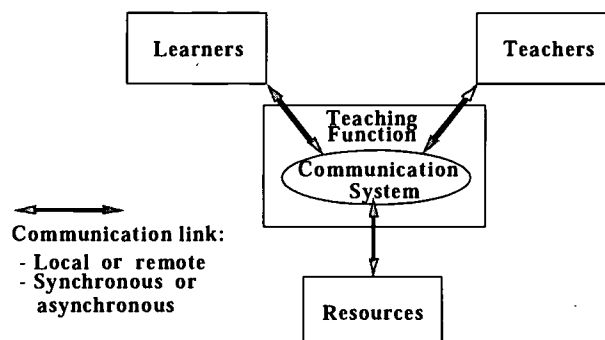 Learners
Teachers
Teaching
Function
Communication
System
Communication link:
- Local or remote
- Synchronous or
asynchronous
Resources